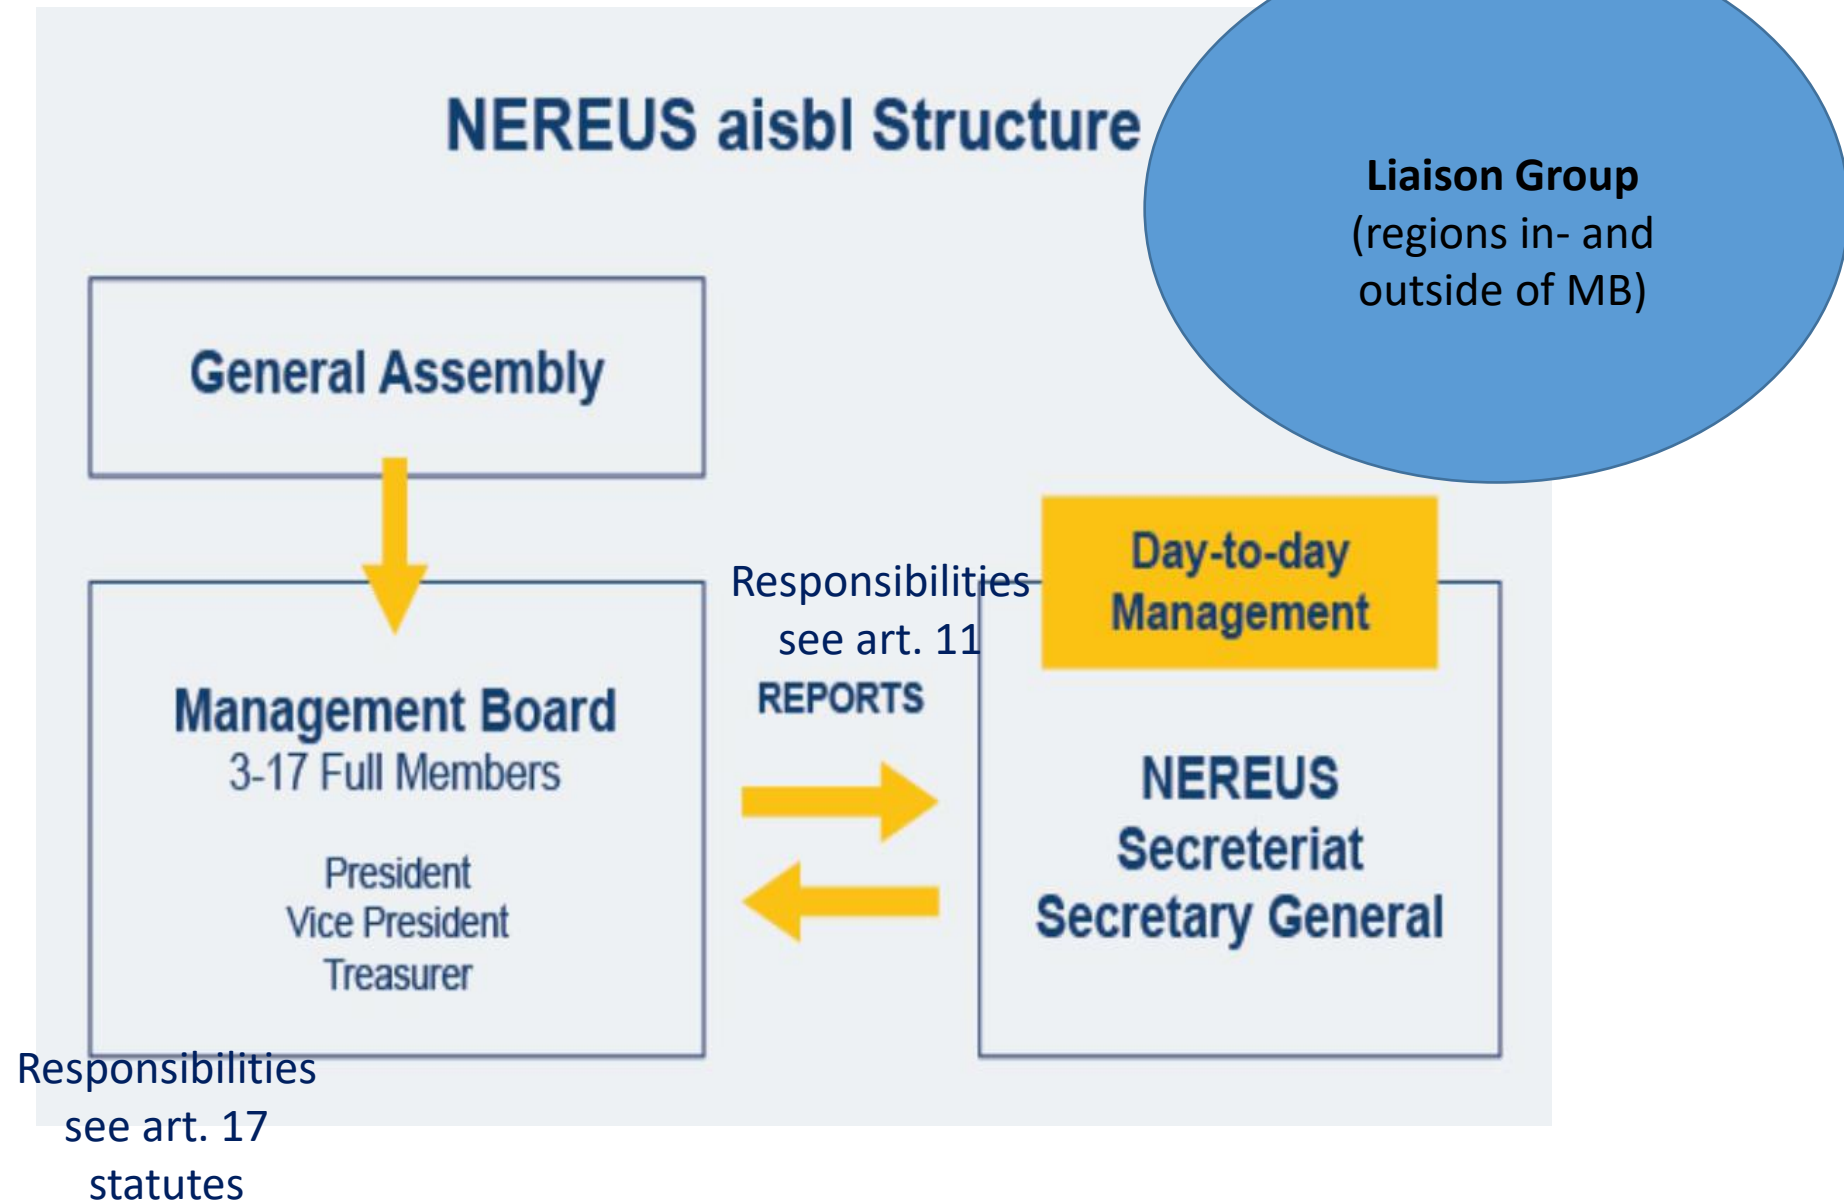 NEREUS aisbl Structure
Liaison Group
(regions in- and
outside of MB)
General Assembly
Management Board
3-17 Full Members
President
Vice President
Treasurer
Responsibilities
see art. 17
statutes
Responsibilities
see art. 11
REPORTS
Day-to-day
Management
NEREUS
Secreteriat
Secretary General